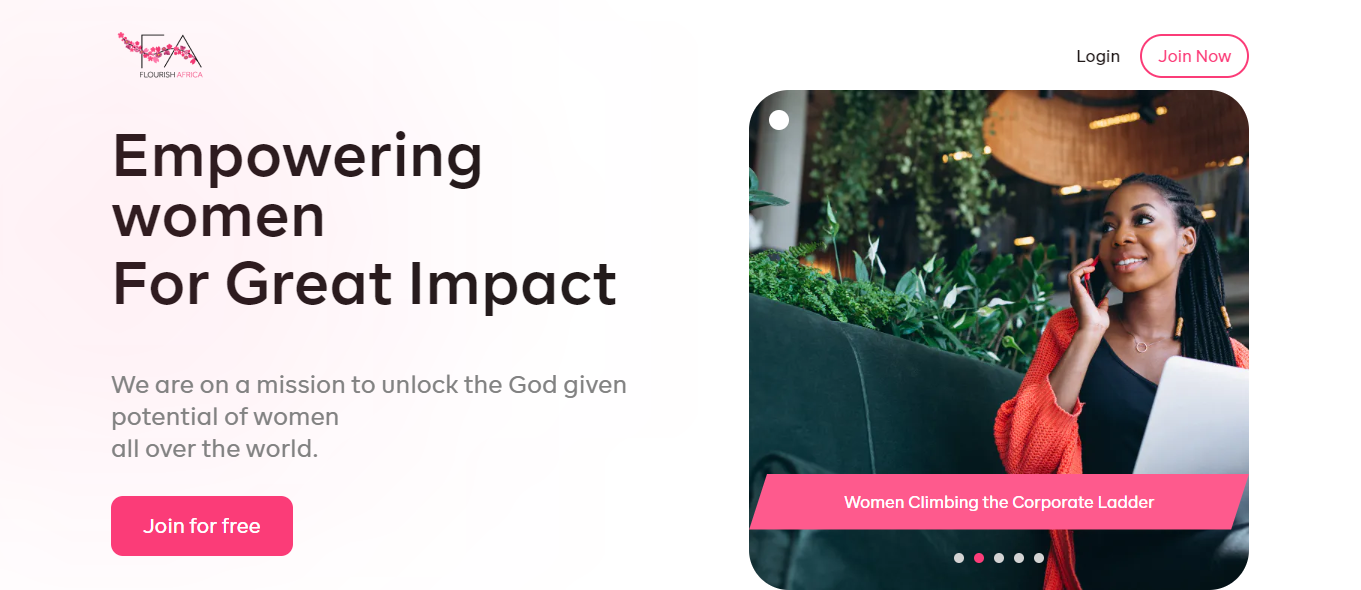 FA
FLOURISH AFRICA
Login
Join Now
Empowering
women
For Great Impact
We are on a mission to unlock the God given
potential of women
all over the world.
Join for free
Women Climbing the Corporate Ladder